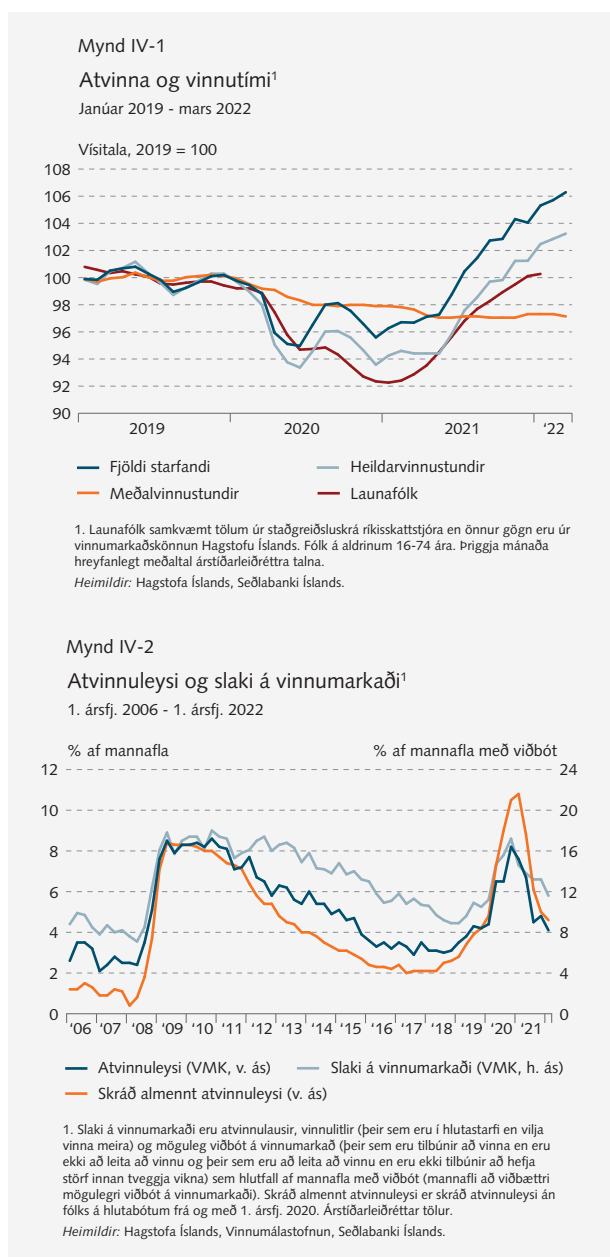 Mynd IV-1
Atvinna og vinnutími¹
Janúar 2019 - mars 2022
Vísitala, 2019 = 100
108
106
104
102
100
98
96
94
92
90
2019 2020 2021 ‘22
Fjöldi starfandi Heildarvinnustundir
Meðalvinnustundir Launafólk
1. Launafólk samkvæmt tölum úr staðgreiðsluskrá ríkisskattstjóra en önnur gögn eru úr
vinnumarkaðskönnun Hagstofu Íslands. Fólk á aldrinum 16-74 ára. Þriggja mánaða
hreyfanlegt meðaltal árstíðarleiðréttra talna.
Heimildir: Hagstofa Íslands, Seðlabanki Íslands.
Mynd IV-2
Atvinnuleysi og slaki á vinnumarkaði¹
1. ársfj. 2006 - 1. ársfj. 2022
% af mannafla % af mannafla með viðbót
12 24
10 20
8 16
6 12
4 8
2 4
0 0
‘06 ‘07 ‘08 ‘09 ‘10 ‘11 ‘12 ‘13 ‘14 ‘15 ‘16 ‘17 ‘18 ‘19 ‘20 ‘21
Atvinnuleysi (VMK, v. ás) Slaki á vinnumarkaði (VMK, h. ás)
Skráð almennt atvinnuleysi (v. ás)
1. Slaki á vinnumarkaði eru atvinnulausir, vinnulitlir (þeir sem eru í hlutastarfi en vilja
vinna meira) og möguleg viðbót á vinnumarkað (þeir sem eru tilbúnir að vinna en eru
ekki að leita að vinnu og þeir sem eru að leita að vinnu en eru ekki tilbúnir að hefja
störf innan tveggja vikna) sem hlutfall af mannafla með viðbót (mannafli að viðbættri
mögulegri viðbót á vinnumarkaði). Skráð almennt atvinnuleysi er skráð atvinnuleysi án
fólks á hlutabótum frá og með 1. ársfj. 2020. Árstíðarleiðréttar tölur.
Heimildir: Hagstofa Íslands, Vinnumálastofnun, Seðlabanki Íslands.